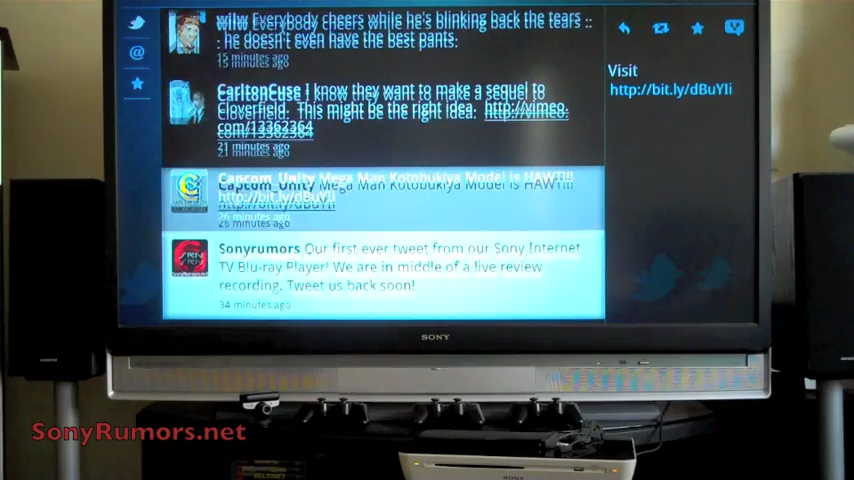 willw Everybody cheers while he's blinking back the tears ::
: he doesn't even have the best pants:
15 minutes ago
CarltonCuse I know they want to make a sequel to
Cloverfield. This might be the right idea. http://vimeo.
com/13362364
21 minutes ago
Capcom_Unity Mega Man Kotobukiya Model is HAWT!!!
http://bit.ly/dBuYIi
26 minutes ago
Sonyrumors Our first ever tweet from our Sony Internet
TV Blu-ray Player! We are in middle of a live review
recording. Tweet us back soon!
34 minutes ago
Visit
http://bit.ly/dBuYIi
SONY
SonyRumors.net
SONY